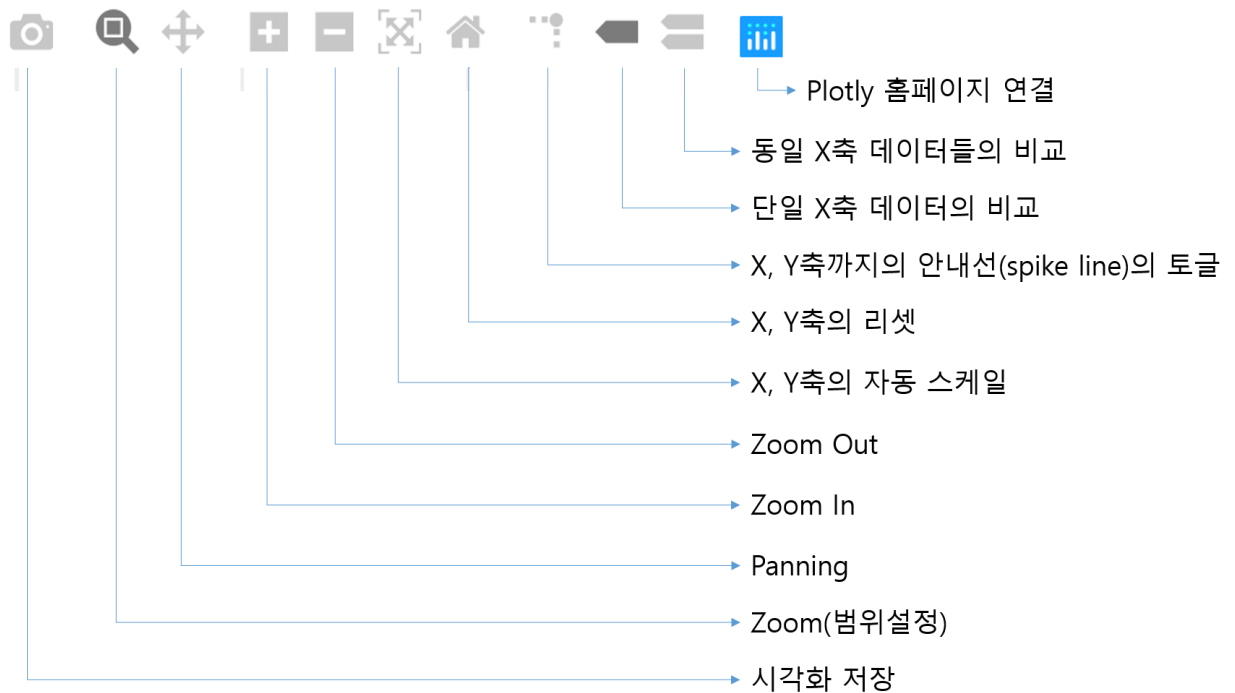 Plotly 홈페이지 연결
동일 X축 데이터들의 비교
단일 X축 데이터의 비교
X, Y축까지의 안내선(spike line)의 토글
X, Y축의 리셋
X, Y축의 자동 스케일
Zoom Out
Zoom In
Panning
Zoom(범위설정)
시각화 저장